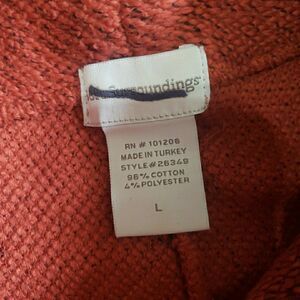 Surroundings
RN # 101206
MADE IN TURKEY
STYLE# 26349
96% COTTON
4% POLYESTER
L